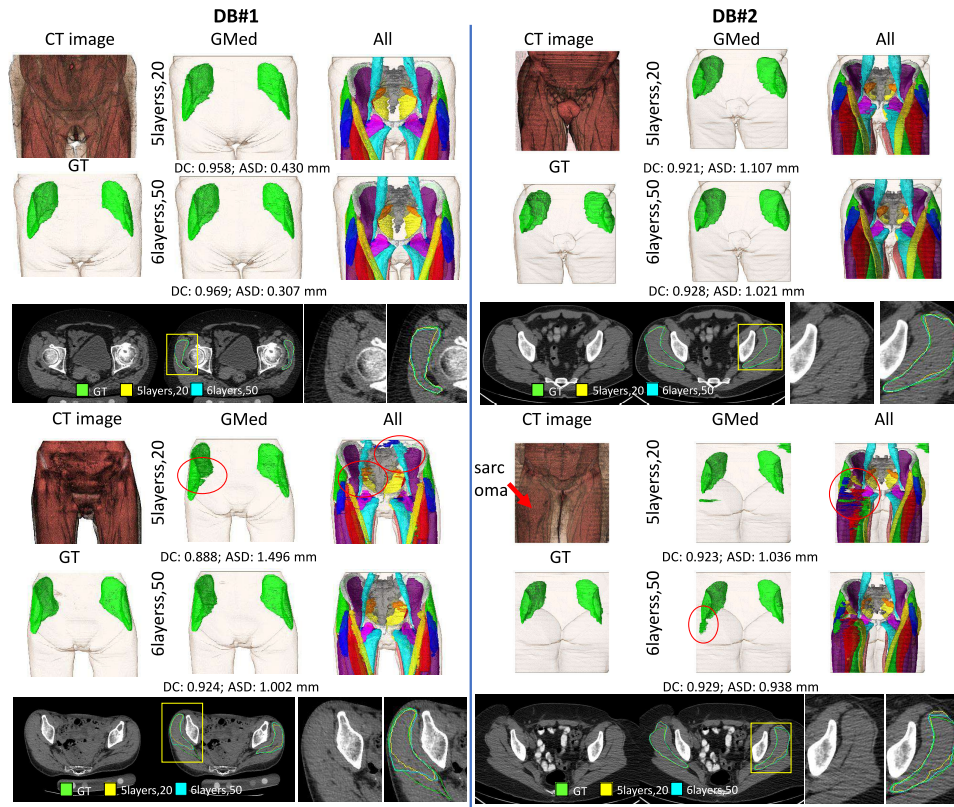 DB#1
CT image
GMed
All
5layerss,20
DC: 0.958; ASD: 0.430 mm
GT
6layerss,50
DC: 0.969; ASD: 0.307 mm
GT 5layers,20 6layers,50
CT image
GMed
All
5layerss,20
DC: 0.888; ASD: 1.496 mm
GT
6layerss,50
DC: 0.924; ASD: 1.002 mm
GT 5layers,20 6layers,50
DB#2
CT image
GMed
All
5layerss,20
DC: 0.921; ASD: 1.107 mm
GT
6layerss,50
DC: 0.928; ASD: 1.021 mm
GT 5layers,20 6layers,50
CT image
GMed
All
sarc
oma
5layerss,20
DC: 0.923; ASD: 1.036 mm
GT
6layerss,50
DC: 0.929; ASD: 0.938 mm
GT 5layers,20 6layers,50